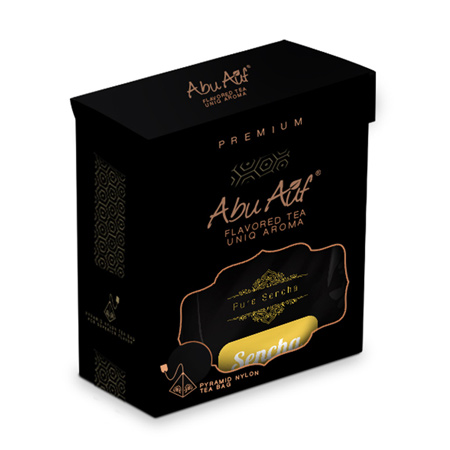 Abu Auf®
FLAVORED TEA
UNIQ AROMA
PREMIUM
Abu Auf®
FLAVORED TEA
UNIQ AROMA
Pure Sencha
Sencha
PYRAMID NYLON
TEA BAG